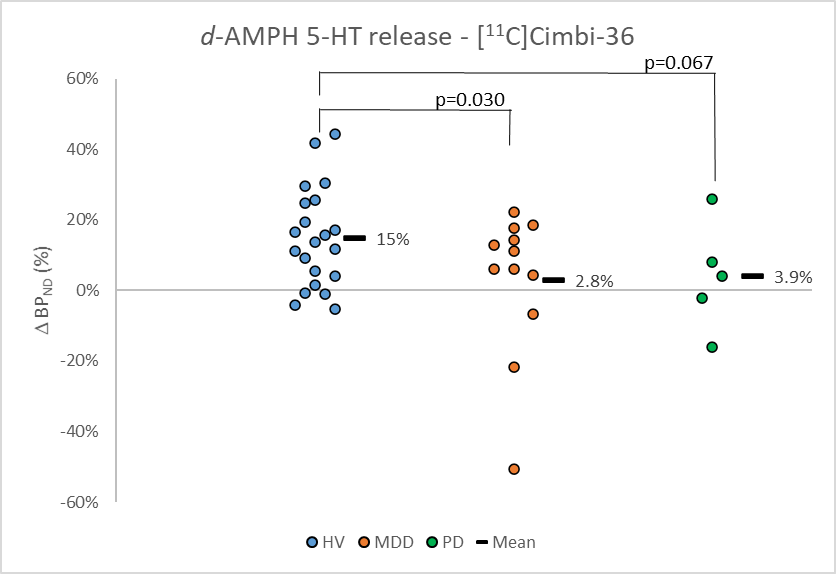 d-AMPH 5-HT release - [11C]Cimbi-36
p=0.067
p=0.030
60%
40%
20%
0%
-20%
-40%
-60%
Δ BPND (%)
15%
2.8%
3.9%
HV MDD PD Mean